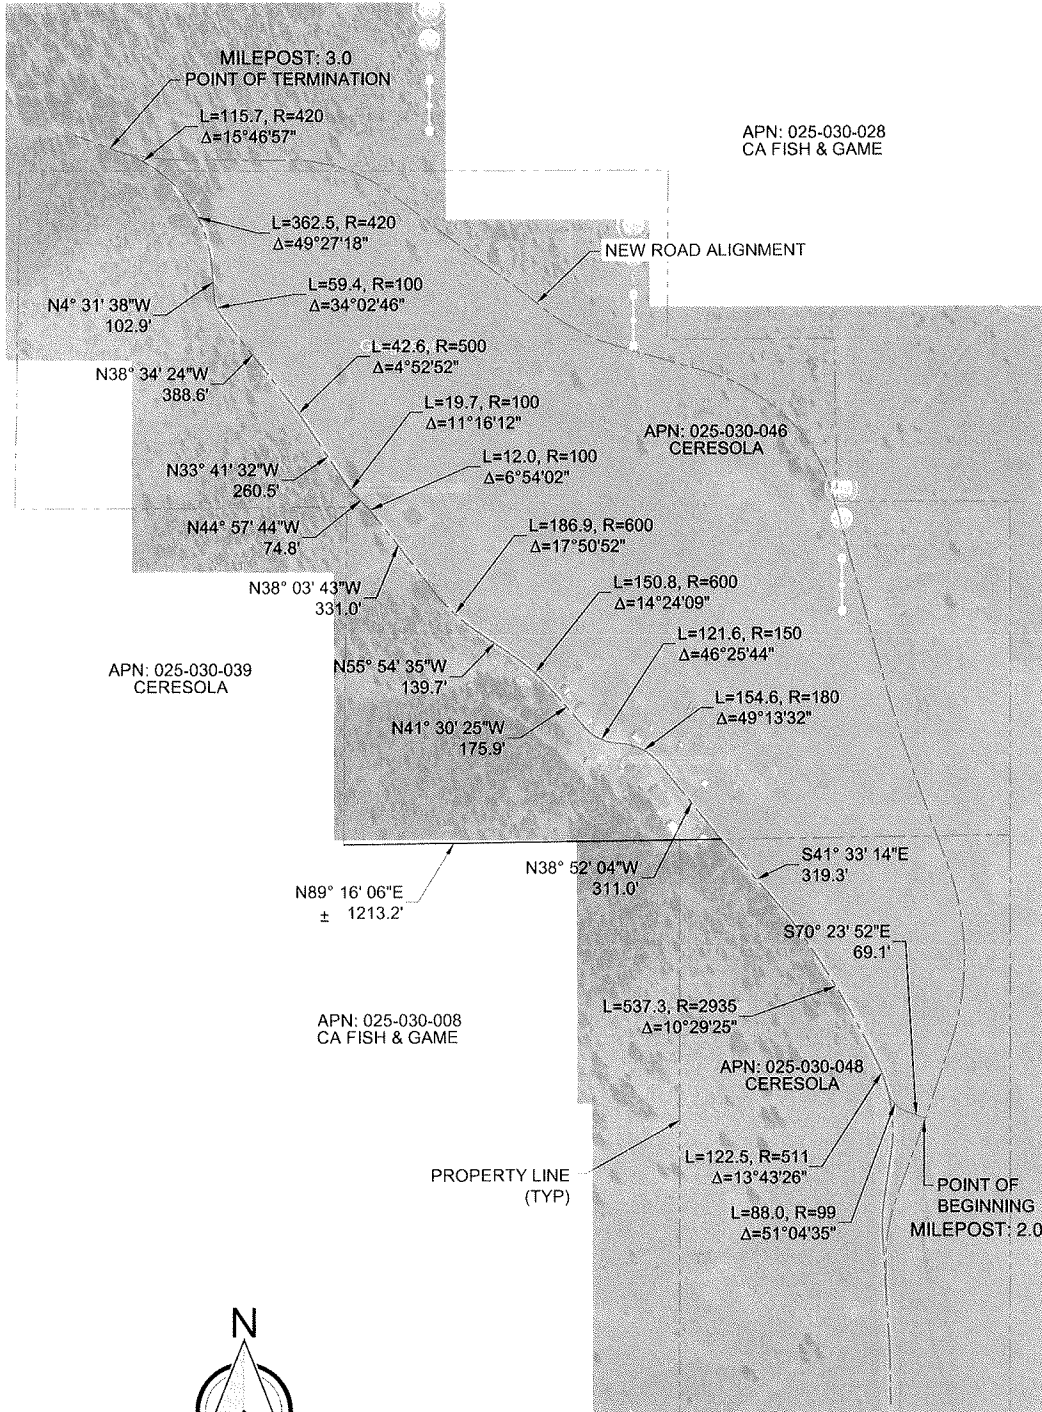 MILEPOST: 3.0
POINT OF TERMINATION
L=115.7, R=420
Δ=15°46'57"
APN: 025-030-028
CA FISH & GAME
L=362.5, R=420
Δ=49°27'18"
NEW ROAD ALIGNMENT
L=59.4, R=100
Δ=34°02'46"
N4° 31' 38"W
102.9'
L=42.6, R=500
Δ=4°52'52"
N38° 34' 24"W
388.6'
L=19.7, R=100
Δ=11°16'12"
APN: 025-030-046
CERESOLA
L=12.0, R=100
Δ=6°54'02"
N33° 41' 32"W
260.5'
N44° 57' 44"W
74.8'
L=186.9, R=600
Δ=17°50'52"
N38° 03' 43"W
331.0'
L=150.8, R=600
Δ=14°24'09"
L=121.6, R=150
Δ=46°25'44"
APN: 025-030-039
CERESOLA
N55° 54' 35"W
139.7'
L=154.6, R=180
Δ=49°13'32"
N41° 30' 25"W
175.9'
N38° 52' 04"W
311.0'
S41° 33' 14"E
319.3'
N89° 16' 06"E
± 1213.2'
S70° 23' 52"E
69.1'
L=537.3, R=2935
Δ=10°29'25"
APN: 025-030-008
CA FISH & GAME
APN: 025-030-048
CERESOLA
L=122.5, R=511
Δ=13°43'26"
PROPERTY LINE
(TYP)
POINT OF
BEGINNING
MILEPOST: 2.0
L=88.0, R=99
Δ=51°04'35"
N